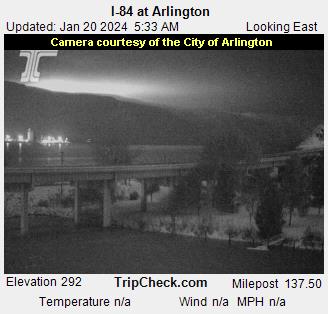 I-84 at Arlington
Updated: Jan 20 2024 5:33 AM Looking East
Camera courtesy of the City of Arlington
Elevation 292 TripCheck.com Milepost 137.50
Temperature n/a Wind n/a MPH n/a